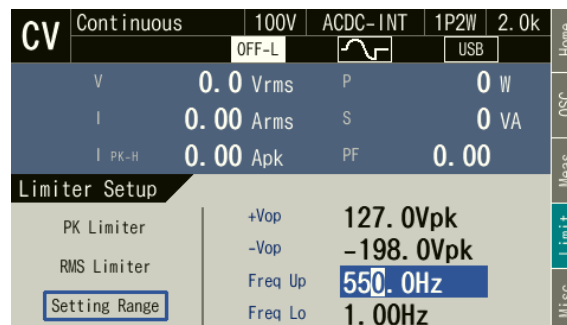 CV Continuous 100V ACDC-INT 1P2W 2.0k
OFF-L USB
V 0.0 Vrms P 0 W
I 0.00 Arms S 0 VA
I PK-H 0.00 Apk PF 0.00
Limiter Setup
PK Limiter
RMS Limiter
Setting Range
+Vop 127.0Vpk
-Vop -198.0Vpk
Freq Up 550.0Hz
Freq Lo 1.00Hz
Home
OSC
Meas
Limit
Misc